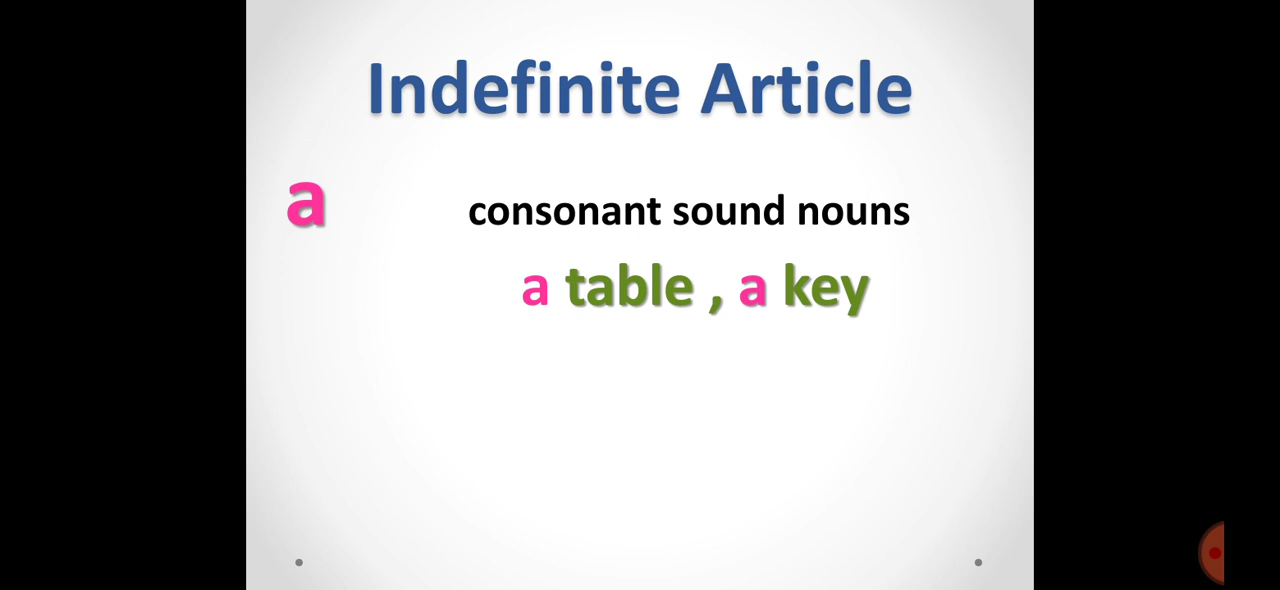 Indefinite Article
a consonant sound nouns
a table , a key